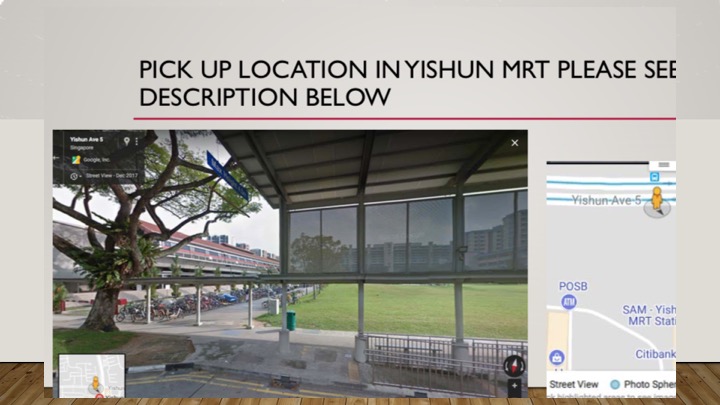 PICK UP LOCATION IN YISHUN MRT PLEASE SEE
DESCRIPTION BELOW
Yishun Ave 5
Singapore
Google, Inc.
Street View - Dec 2017
Yishun Ave 5
POSB
ATM
SAM - Yish
MRT Stati
Citibank
Street View
Photo Spher